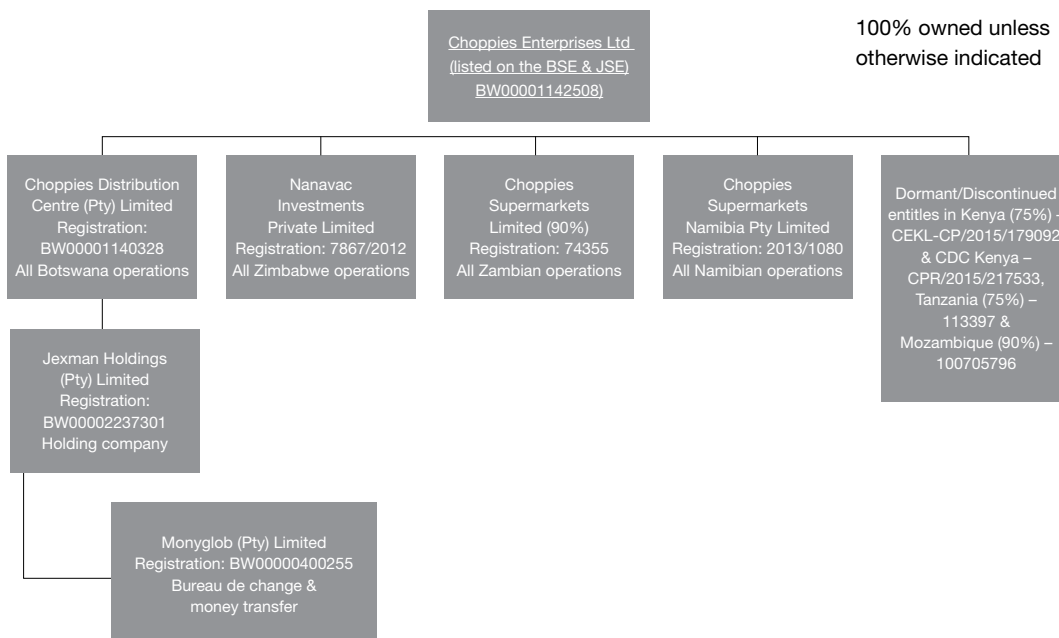 Choppies Enterprises Ltd
(listed on the BSE & JSE)
BW00001142508)
100% owned unless
otherwise indicated
Choppies Distribution
Centre (Pty) Limited
Registration:
BW00001140328
All Botswana operations
Nanavac
Investments
Private Limited
Registration: 7867/2012
All Zimbabwe operations
Choppies
Supermarkets
Limited (90%)
Registration: 74355
All Zambian operations
Choppies
Supermarkets
Namibia Pty Limited
Registration: 2013/1080
All Namibian operations
Dormant/Discontinued
entitles in Kenya (75%) -
CEKL-CP/2015/179092
& CDC Kenya –
CPR/2015/217533,
Tanzania (75%) –
113397 &
Mozambique (90%) –
100705796
Jexman Holdings
(Pty) Limited
Registration:
BW00002237301
Holding company
Monyglob (Pty) Limited
Registration: BW00000400255
Bureau de change &
money transfer